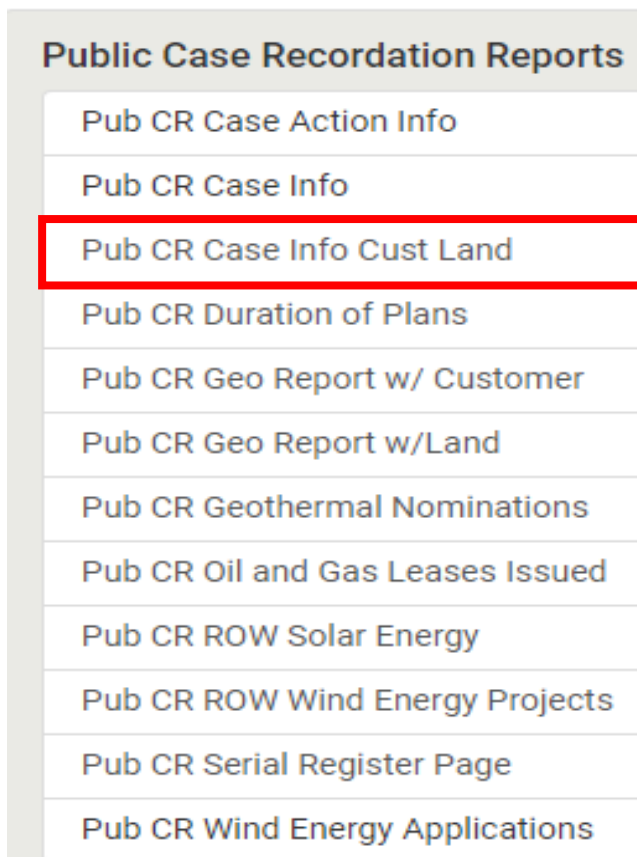 Public Case Recordation Reports
Pub CR Case Action Info
Pub CR Case Info
Pub CR Case Info Cust Land
Pub CR Duration of Plans
Pub CR Geo Report w/ Customer
Pub CR Geo Report w/Land
Pub CR Geothermal Nominations
Pub CR Oil and Gas Leases Issued
Pub CR ROW Solar Energy
Pub CR ROW Wind Energy Projects
Pub CR Serial Register Page
Pub CR Wind Energy Applications